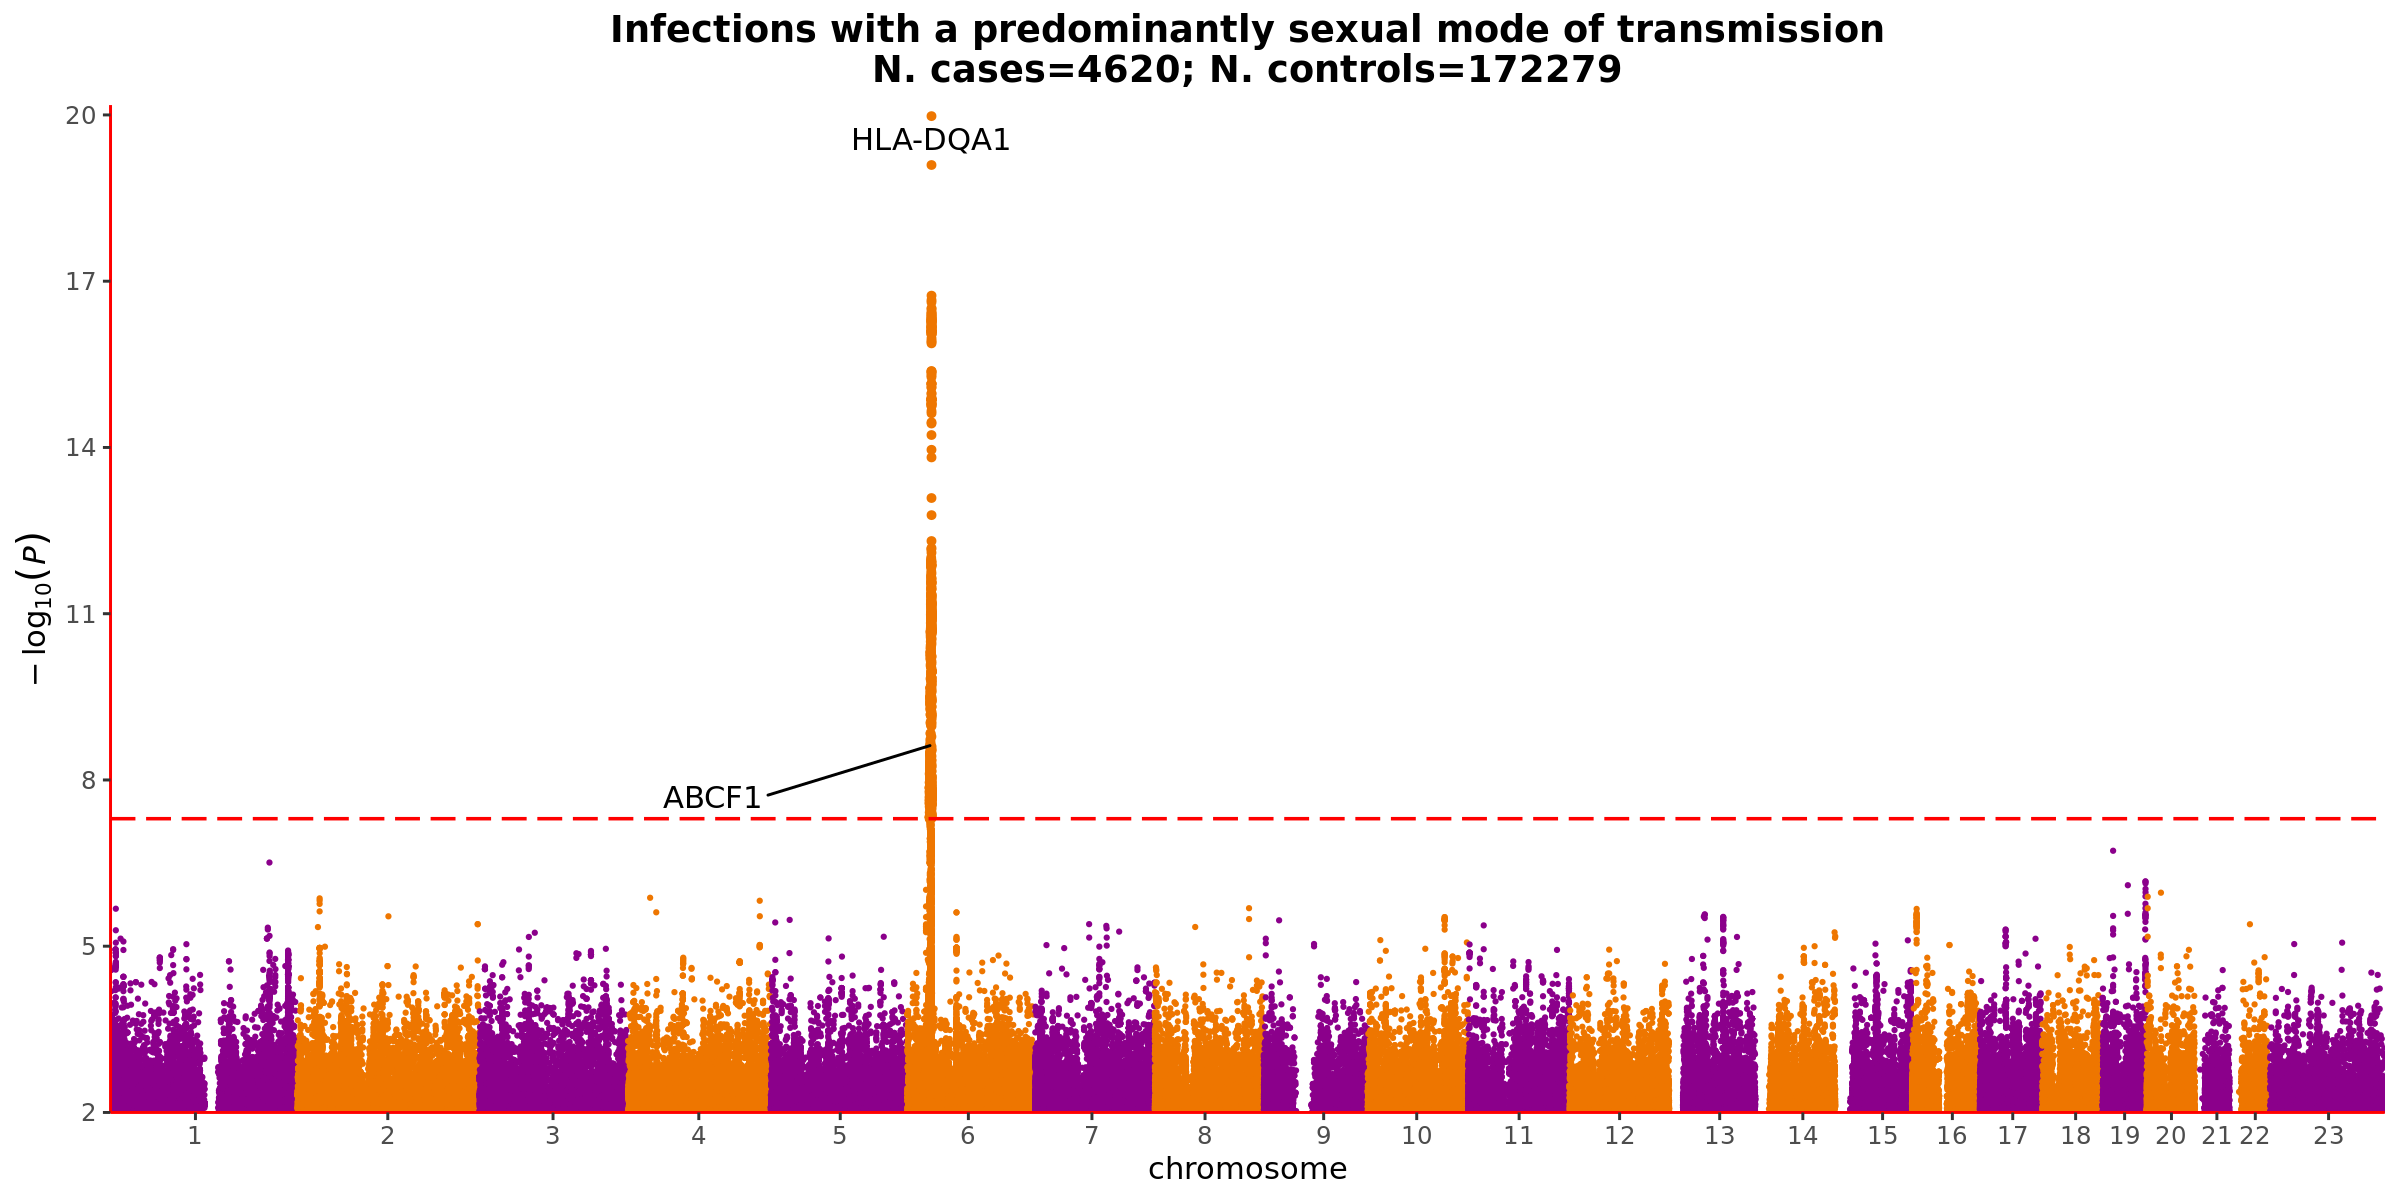 Infections with a predominantly sexual mode of transmission
N. cases=4620; N. controls=172279
20
HLA-DQA1
17
14
−log10(P)
11
8
ABCF1
5
2
1 2 3 4 5 6 7 8 9 10 11 12 13 14 15 16 17 18 19 20 21 22 23
chromosome